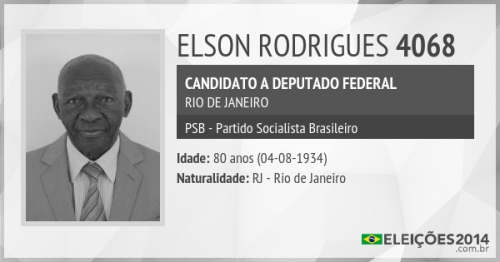 ELSON RODRIGUES 4068
CANDIDATO A DEPUTADO FEDERAL
RIO DE JANEIRO
PSB - Partido Socialista Brasileiro
Idade: 80 anos (04-08-1934)
Naturalidade: RJ - Rio de Janeiro
ELEIÇÕES2014
.com.br